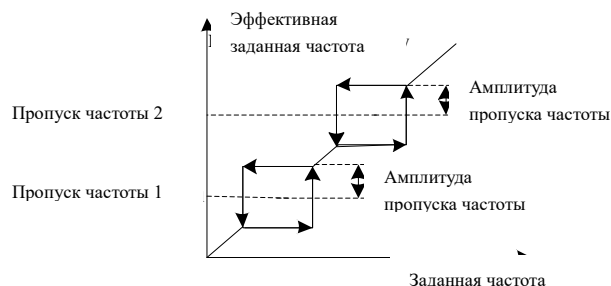 Эффективная
заданная частота
Амплитуда
пропуска частоты
Пропуск частоты 2
Амплитуда
пропуска частоты
Пропуск частоты 1
Заданная частота